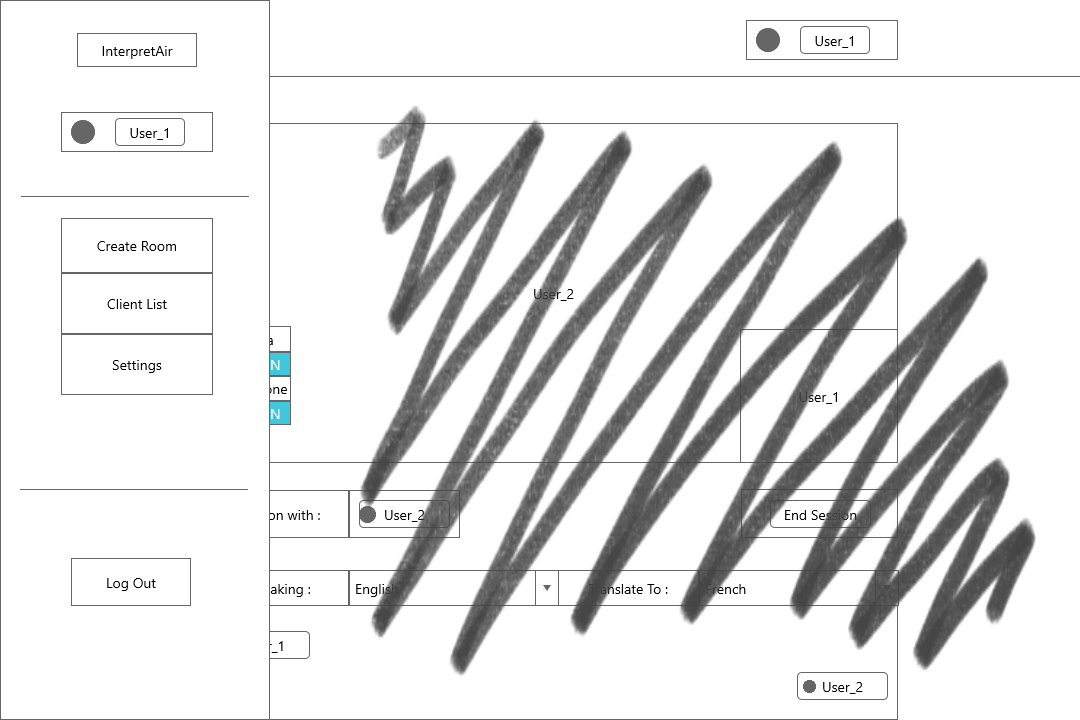 InterpretAir
User_1
User_1
Create Room
Client List
Settings
Log Out
User_2
User_1
a
N
one
N
on with :
User_2
End Session
aking :
English
Translate To :
French
r_1
User_2